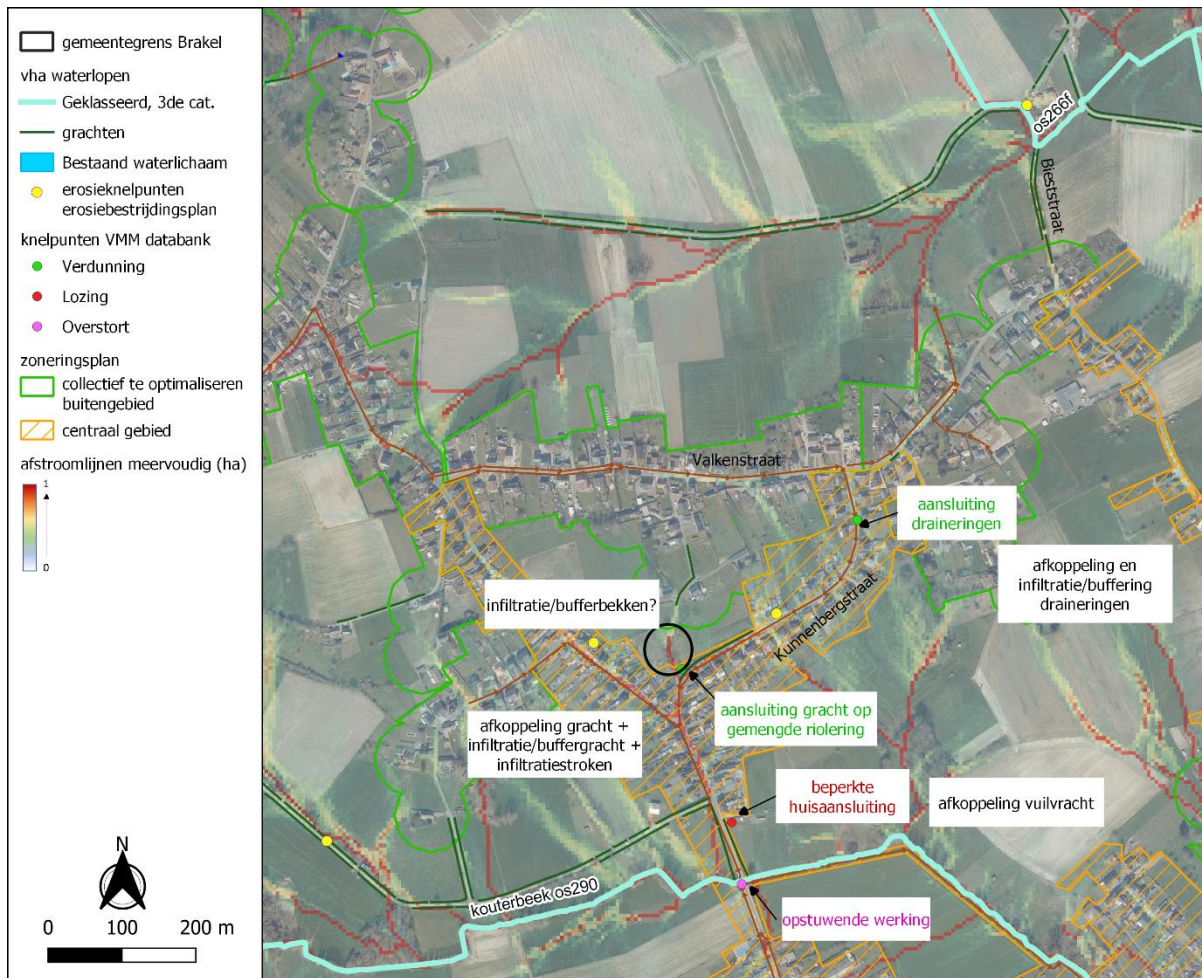 gemeentegrens Brakel
vha waterlopen
Geklasseerd, 3de cat.
grachten
Bestaand waterlichaam
erosieknelpunten
erosiebestrijdingsplan
knelpunten VMM databank
Verdunning
Lozing
Overstort
zoneringsplan
collectief te optimaliseren
buitengebied
centraal gebied
afstroomlijnen meervoudig (ha)
1
0
N
0 100 200 m
os266f
Bieststraat
Valkenstraat
aansluiting
draineringen
afkoppeling en
infiltratie/buffering
draineringen
infiltratie/bufferbekken?
Kunnenbergstraat
aansluiting gracht op
gemengde riolering
afkoppeling gracht +
infiltratie/buffergracht +
infiltratiestroken
beperkte
huisaansluiting
afkoppeling vuilvracht
kouterbeek os290
opstuwende werking